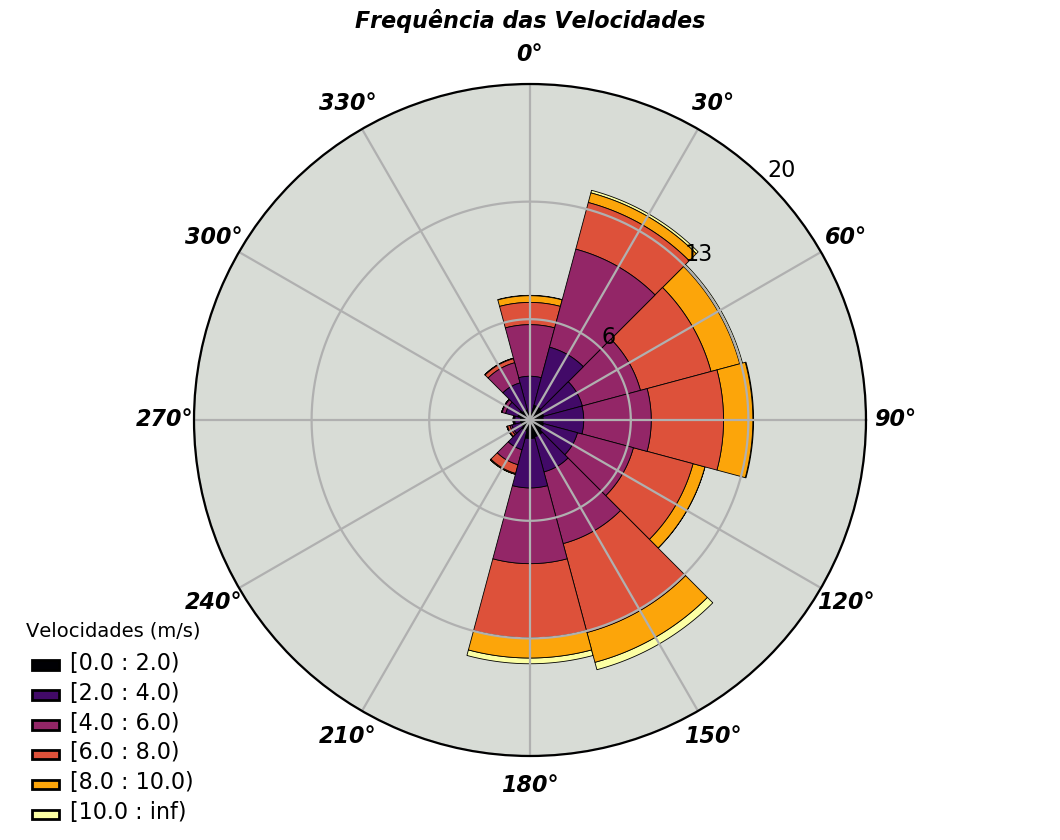 Frequência das Velocidades
0°
330°
30°
20
300°
60°
13
6
270°
90°
240°
120°
210°
150°
180°
Velocidades (m/s)
[0.0 : 2.0)
[2.0 : 4.0)
[4.0 : 6.0)
[6.0 : 8.0)
[8.0 : 10.0)
[10.0 : inf)